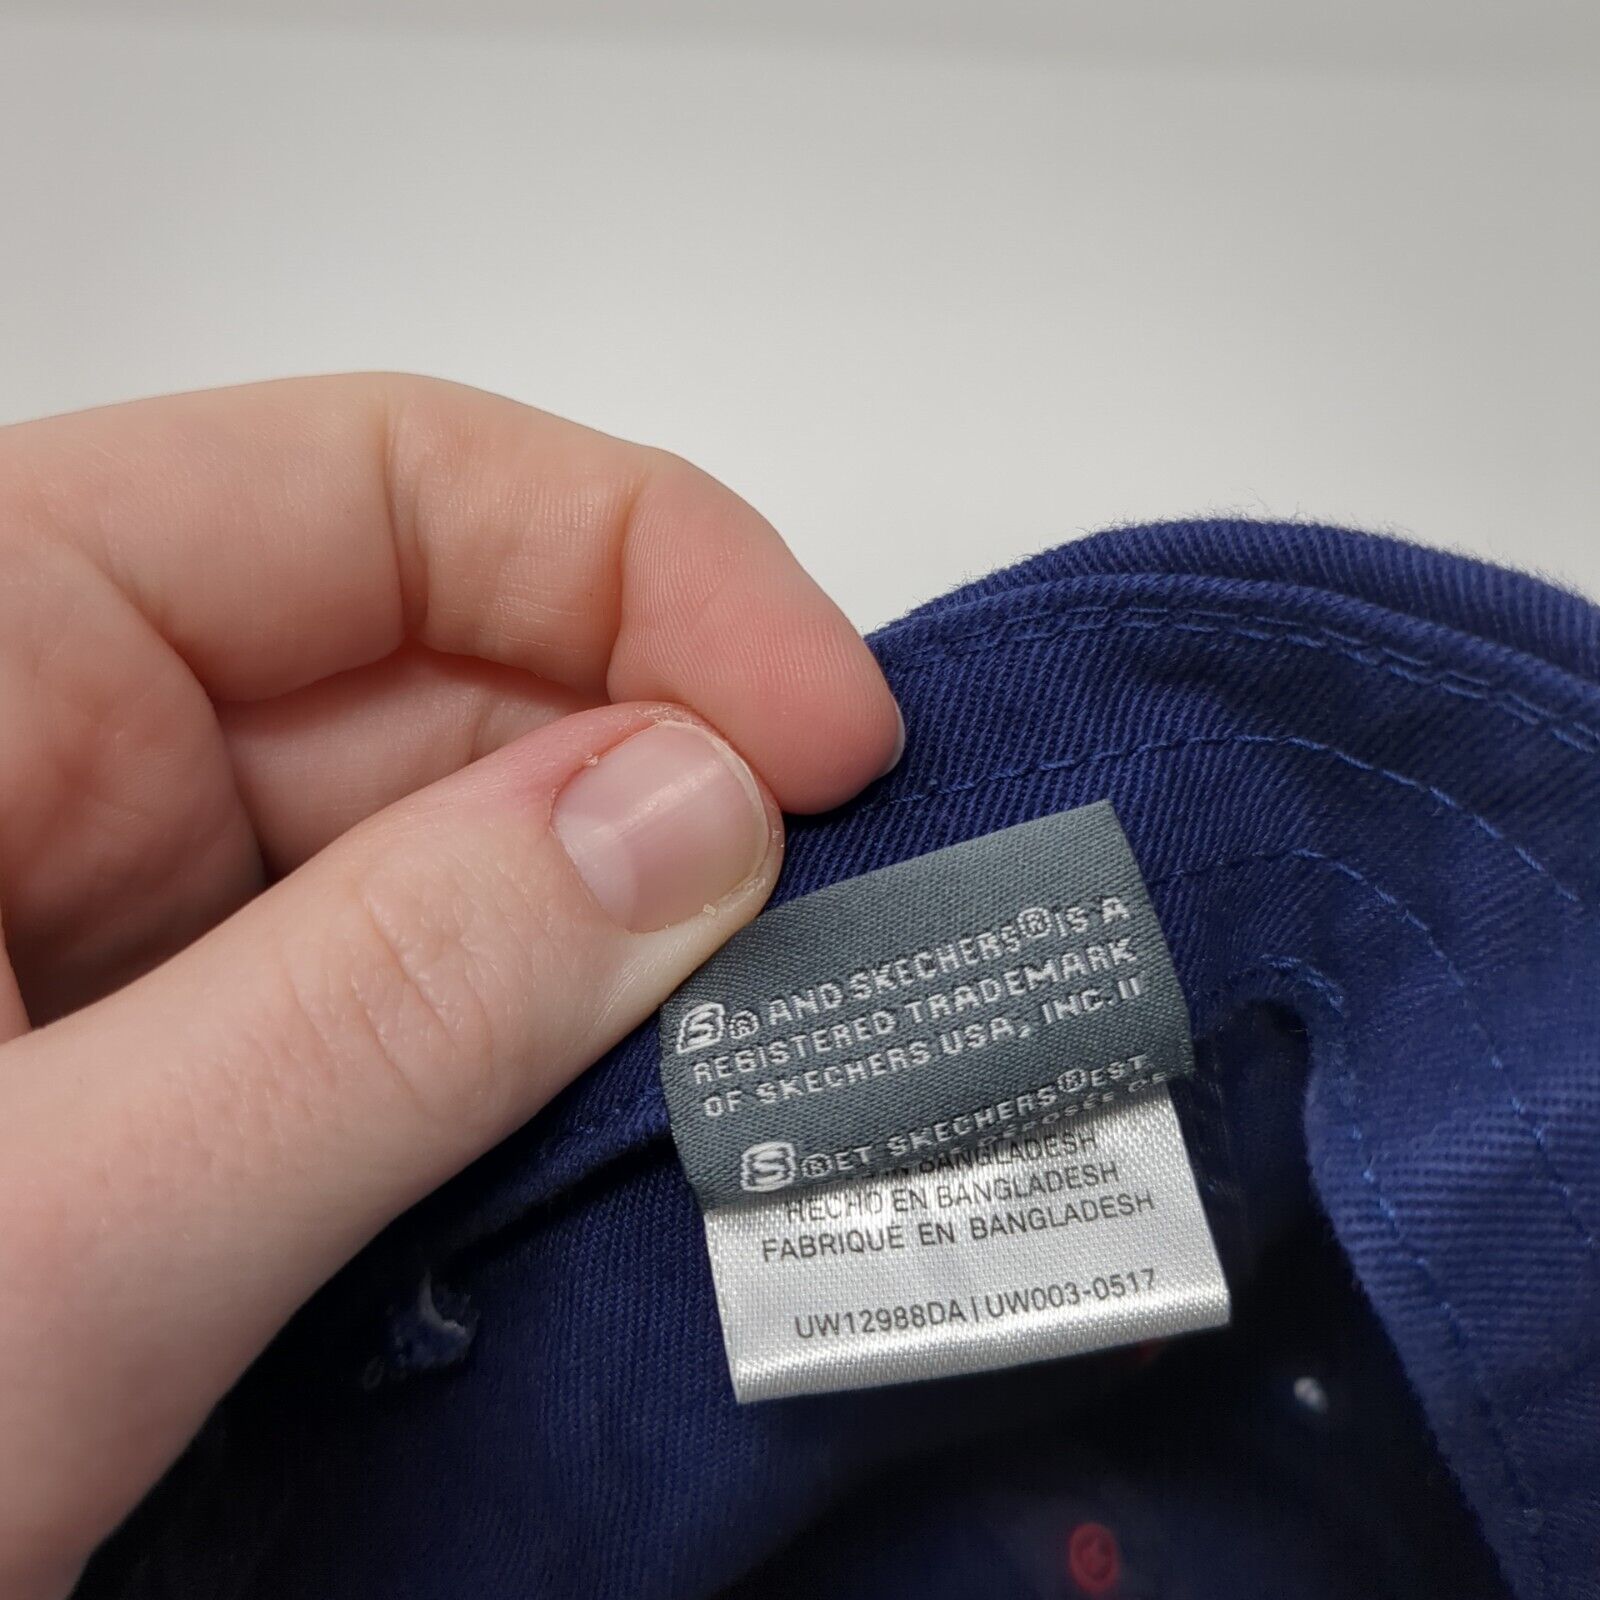 S® AND SKECHERS® IS A
REGISTERED TRADEMARK
OF SKECHERS USA, INC. II
S® ET SKECHERS® EST
BANGLADESH
HECHO EN BANGLADESH
FABRIQUE EN BANGLADESH
UW12988DA | UW003-0517